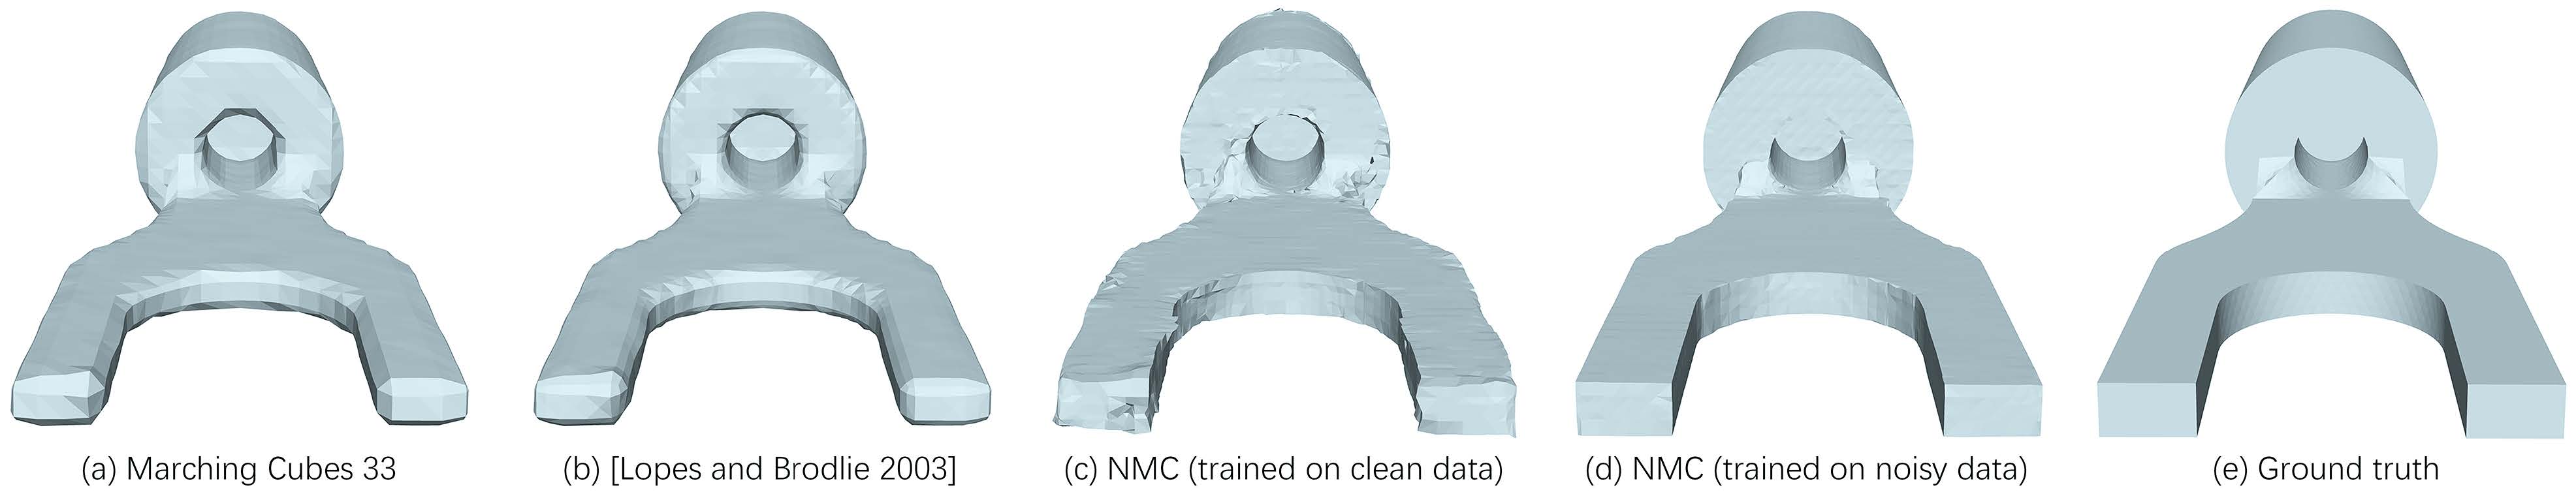 (a) Marching Cubes 33
(b) [Lopes and Brodlie 2003]
(c) NMC (trained on clean data)
(d) NMC (trained on noisy data)
(e) Ground truth